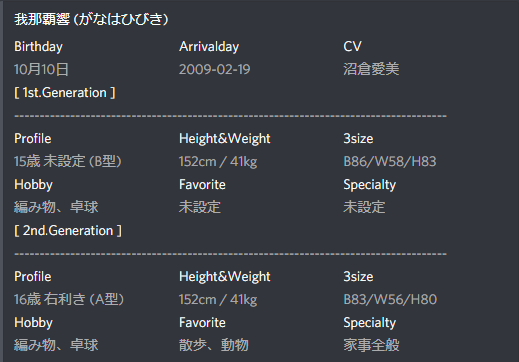 我那覇響 (がなはひびき)
Birthday Arrivalday CV
10月10日 2009-02-19 沼倉愛美
[ 1st.Generation ]
--------------------------------------------------------------------------------
Profile Height&Weight 3size
15歳 未設定 (B型) 152cm / 41kg B86/W58/H83
Hobby Favorite Specialty
編み物、卓球 未設定 未設定
[ 2nd.Generation ]
--------------------------------------------------------------------------------
Profile Height&Weight 3size
16歳 右利き (A型) 152cm / 41kg B83/W56/H80
Hobby Favorite Specialty
編み物、卓球 散歩、動物 家事全般